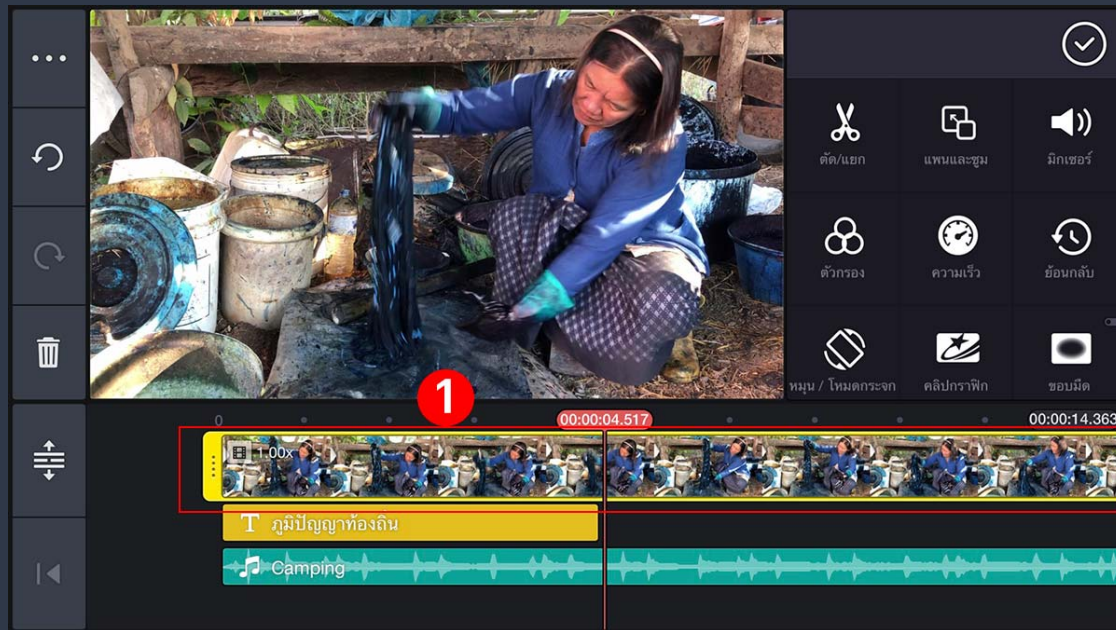 ตัด/แยก
แพนและซูม
มิกเซอร์
ตัวกรอง
ความเร็ว
ย้อนกลับ
หมุน / โหมดกระจก
คลิปกราฟิก
ขอบมืด
1
0
00:00:04.517
00:00:14.363
1.00x
T ภูมิปัญญาท้องถิ่น
Camping